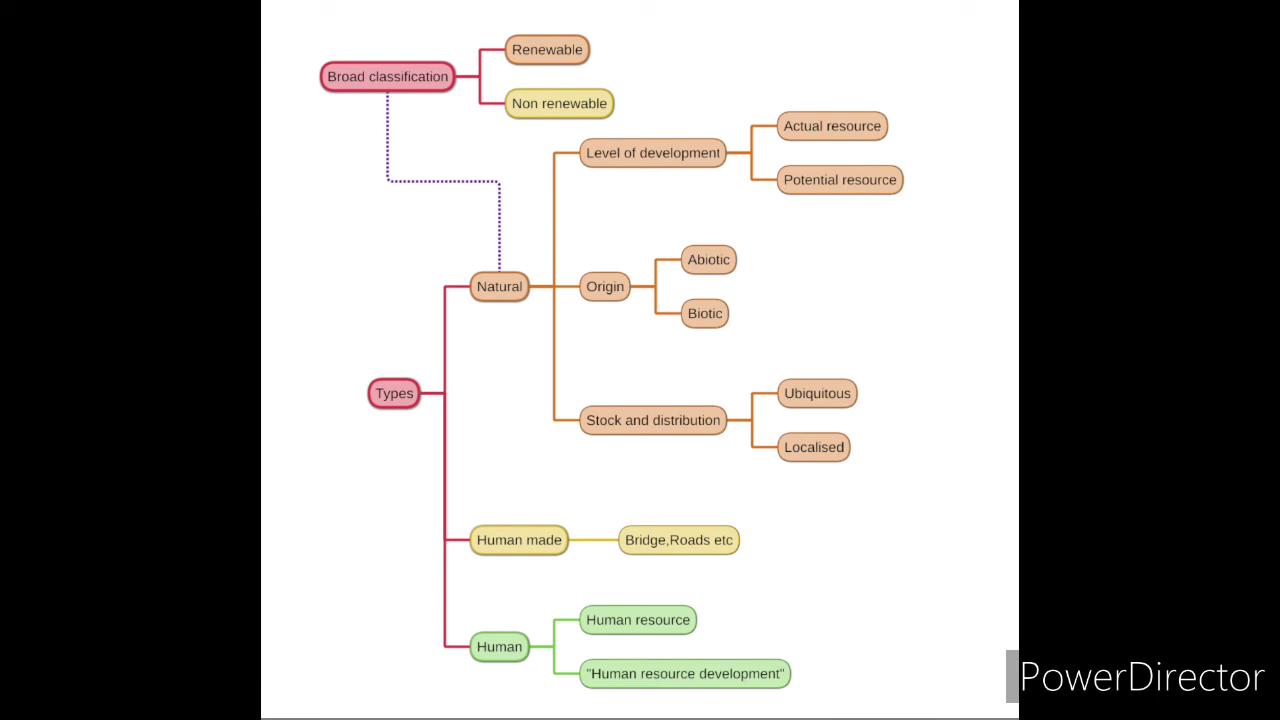 Broad classification
Renewable
Non renewable
Level of development
Actual resource
Potential resource
Natural
Origin
Abiotic
Biotic
Types
Stock and distribution
Ubiquitous
Localised
Human made
Bridge,Roads etc
Human
Human resource
"Human resource development"
PowerDirector